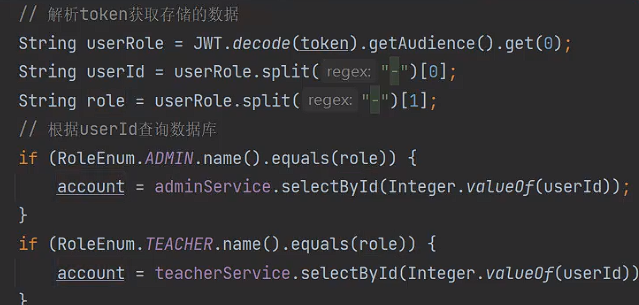 // 解析token获取存储的数据
String userRole = JWT.decode(token).getAudience().get(0);
String userId = userRole.split( regex: "-")[0];
String role = userRole.split( regex: "-")[1];
// 根据userId查询数据库
if (RoleEnum.ADMIN.name().equals(role)) {
account = adminService.selectById(Integer.valueOf(userId));
}
if (RoleEnum.TEACHER.name().equals(role)) {
account = teacherService.selectById(Integer.valueOf(userId))
}